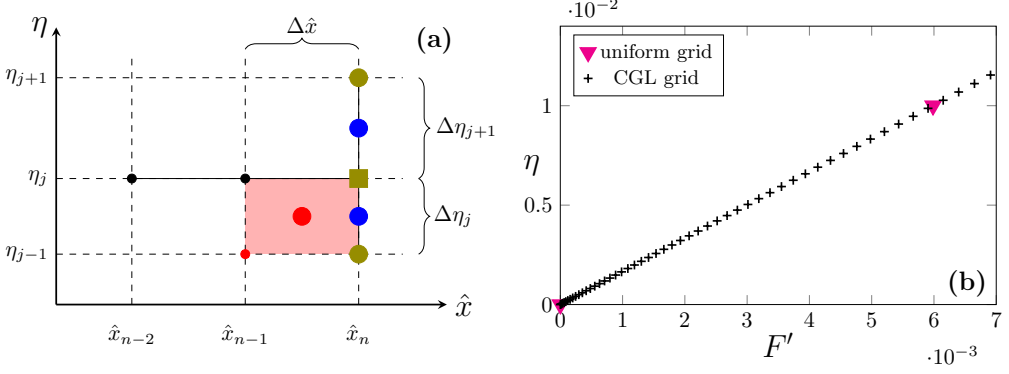 η
Δx̂
(a)
η_{j+1}
Δη_{j+1}
η_j
Δη_j
η_{j−1}
x̂
x̂_{n−2}
x̂_{n−1}
x̂_n
·10^{−2}
uniform grid
CGL grid
1
η
0.5
0
(b)
0
1
2
3
4
5
6
7
F′
·10^{−3}